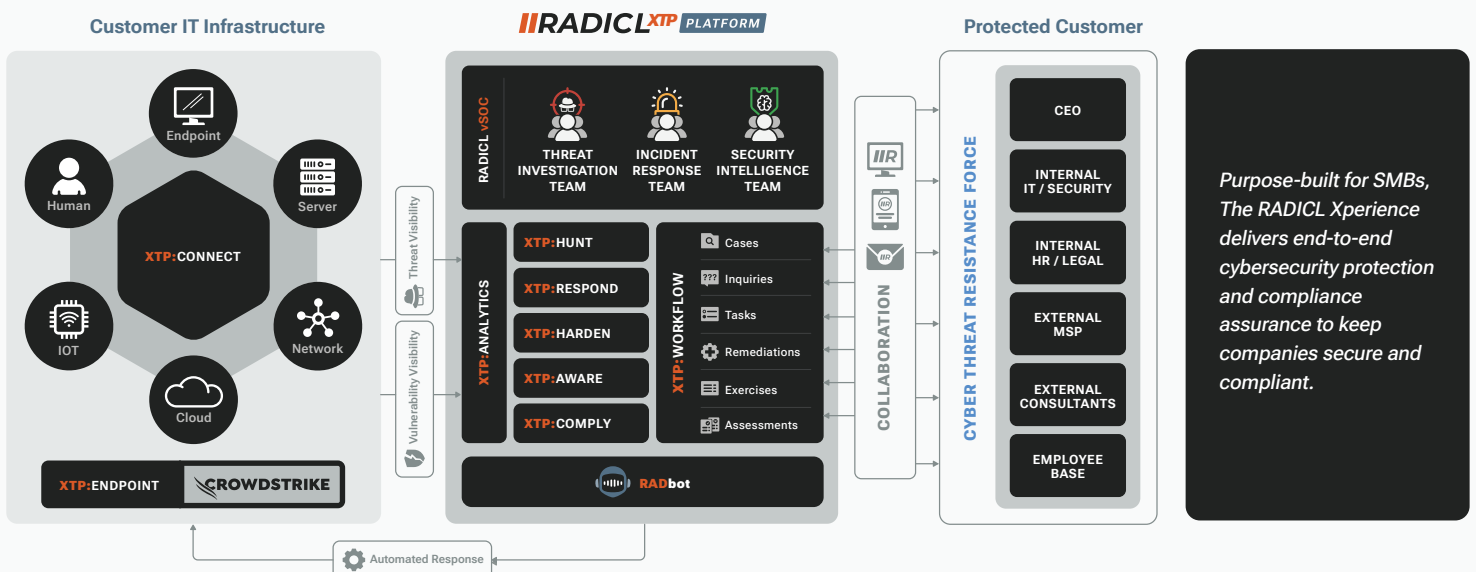 Customer IT Infrastructure
Endpoint
Human
Server
XTP:CONNECT
IOT
Network
Cloud
XTP:ENDPOINT
CROWDSTRIKE
Threat Visibility
Vulnerability Visibility
Automated Response
RADICL XTP PLATFORM
RADICL vSOC
THREAT
INVESTIGATION
TEAM
INCIDENT
RESPONSE
TEAM
SECURITY
INTELLIGENCE
TEAM
XTP:ANALYTICS
XTP:HUNT
XTP:RESPOND
XTP:HARDEN
XTP:AWARE
XTP:COMPLY
XTP:WORKFLOW
Cases
???
Inquiries
Tasks
Remediations
Exercises
Assessments
RADbot
IIR
IIR
IIR
COLLABORATION
Protected Customer
CYBER THREAT RESISTANCE FORCE
CEO
INTERNAL
IT / SECURITY
INTERNAL
HR / LEGAL
EXTERNAL
MSP
EXTERNAL
CONSULTANTS
EMPLOYEE
BASE
Purpose-built for SMBs,
The RADICL Xperience
delivers end-to-end
cybersecurity protection
and compliance
assurance to keep
companies secure and
compliant.